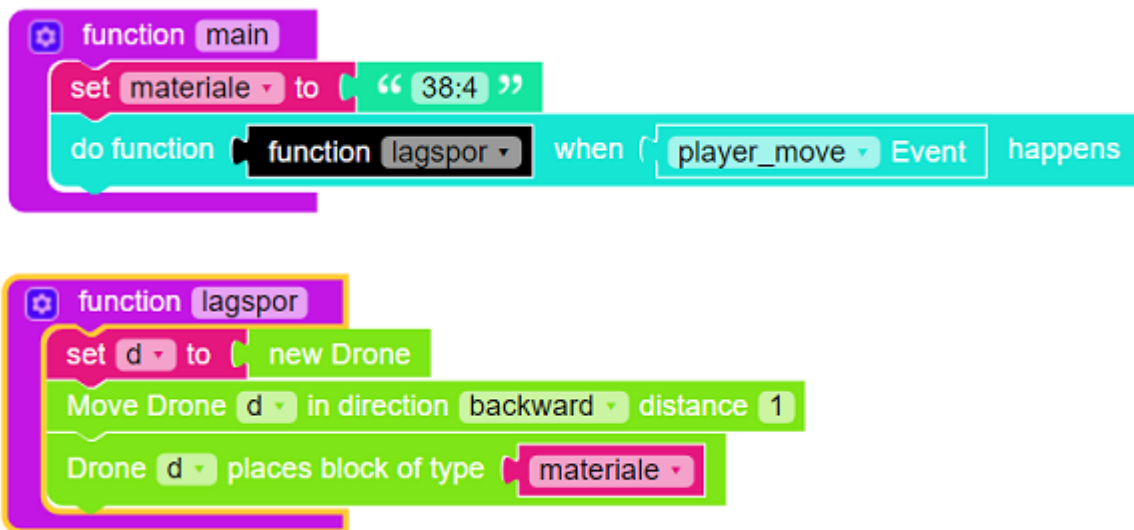 function main
set materiale to “ 38:4 ”
do function function lagspor when player_move Event happens
function lagspor
set d to new Drone
Move Drone d in direction backward distance 1
Drone d places block of type materiale